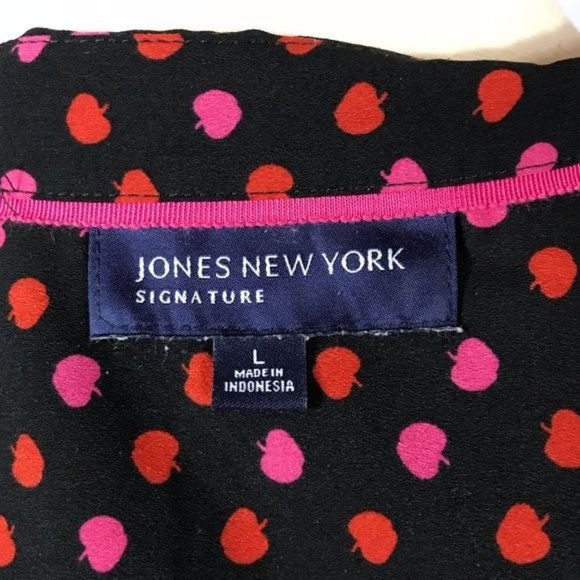 JONES NEW YORK
SIGNATURE
L
MADE IN
INDONESIA